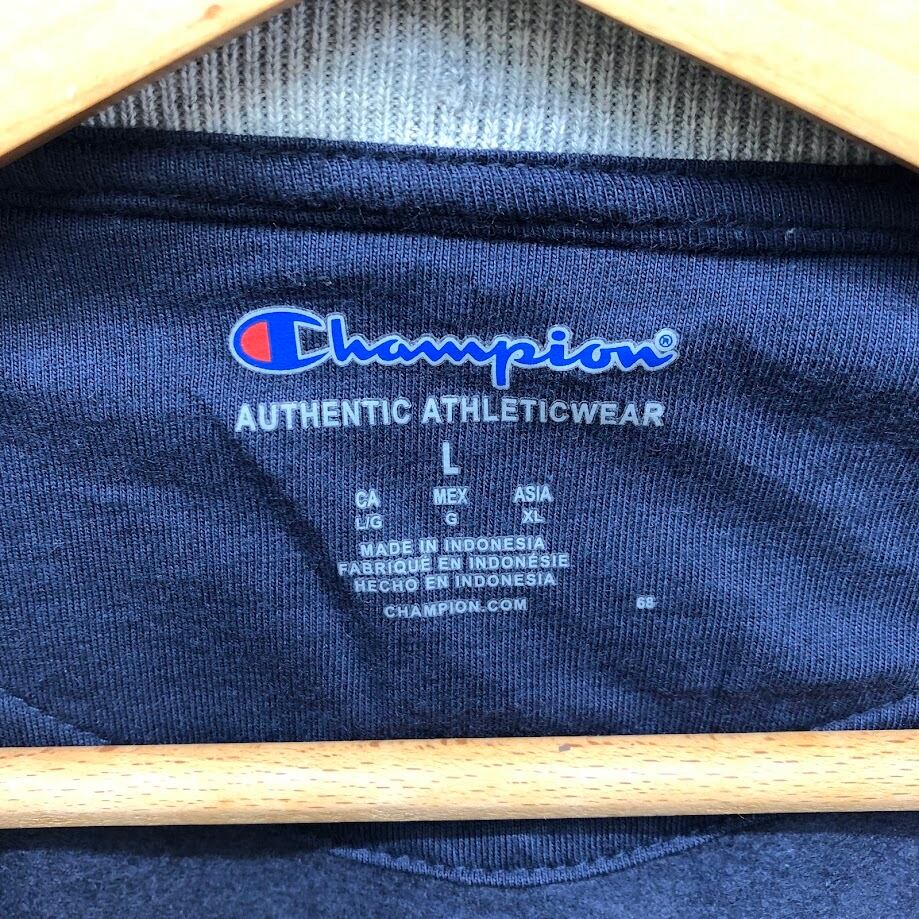 Champion®
AUTHENTIC ATHLETICWEAR
L
CA MEX ASIA
L/G G XL
MADE IN INDONESIA
FABRIQUÉ EN INDONÉSIE
HECHO EN INDONESIA
CHAMPION.COM 68